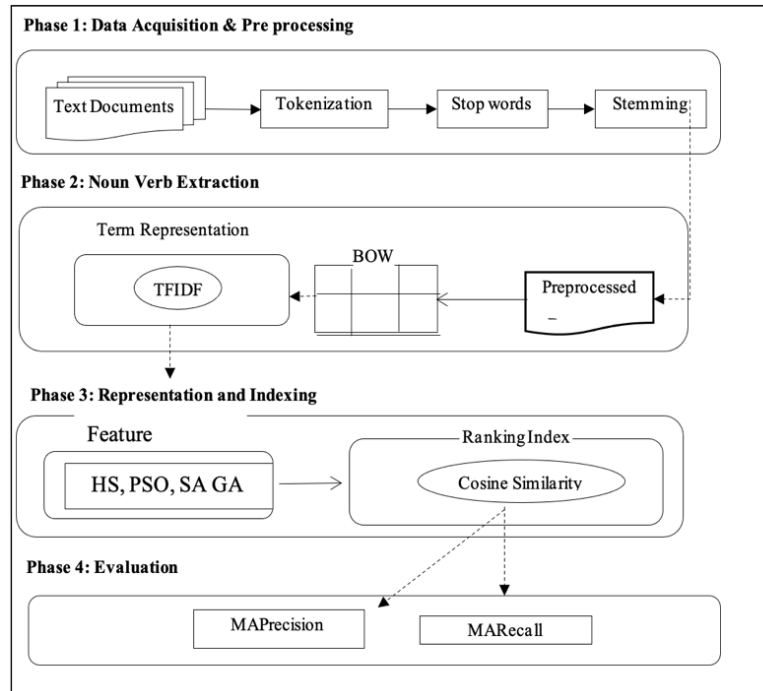 Phase 1: Data Acquisition & Pre processing
Text Documents
Tokenization
Stop words
Stemming
Phase 2: Noun Verb Extraction
Term Representation
BOW
TFIDF
Preprocessed
Phase 3: Representation and Indexing
Feature
Ranking Index
HS, PSO, SA GA
Cosine Similarity
Phase 4: Evaluation
MAPrecision
MARecall